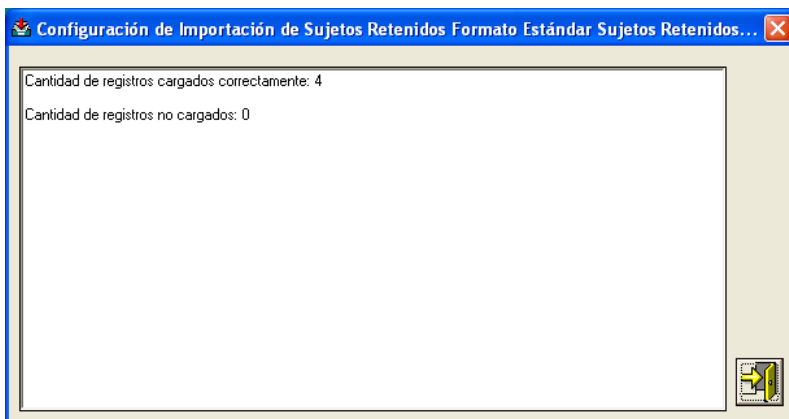 Configuración de Importación de Sujetos Retenidos Formato Estándar Sujetos Retenidos...
Cantidad de registros cargados correctamente: 4
Cantidad de registros no cargados: 0